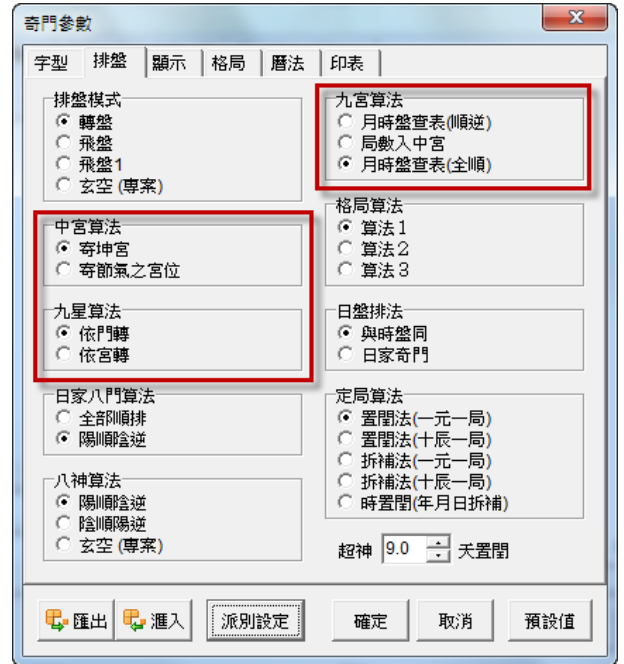 奇門參數
字型 排盤 顯示 格局 曆法 印表
排盤模式
轉盤
飛盤
飛盤1
玄空 (專案)
中宮算法
寄坤宮
寄節氣之宮位
九星算法
依門轉
依宮轉
日家八門算法
全部順排
陽順陰逆
八神算法
陽順陰逆
陰順陽逆
玄空 (專案)
九宮算法
月時盤查表(順逆)
局數入中宮
月時盤查表(全順)
格局算法
算法1
算法2
算法3
日盤排法
與時盤同
日家奇門
定局算法
置閏法(一元一局)
置閏法(十辰一局)
拆補法(一元一局)
拆補法(十辰一局)
時置閏(年月日拆補)
超神 9.0 天置閏
匯出 滙入 派別設定 確定 取消 預設值